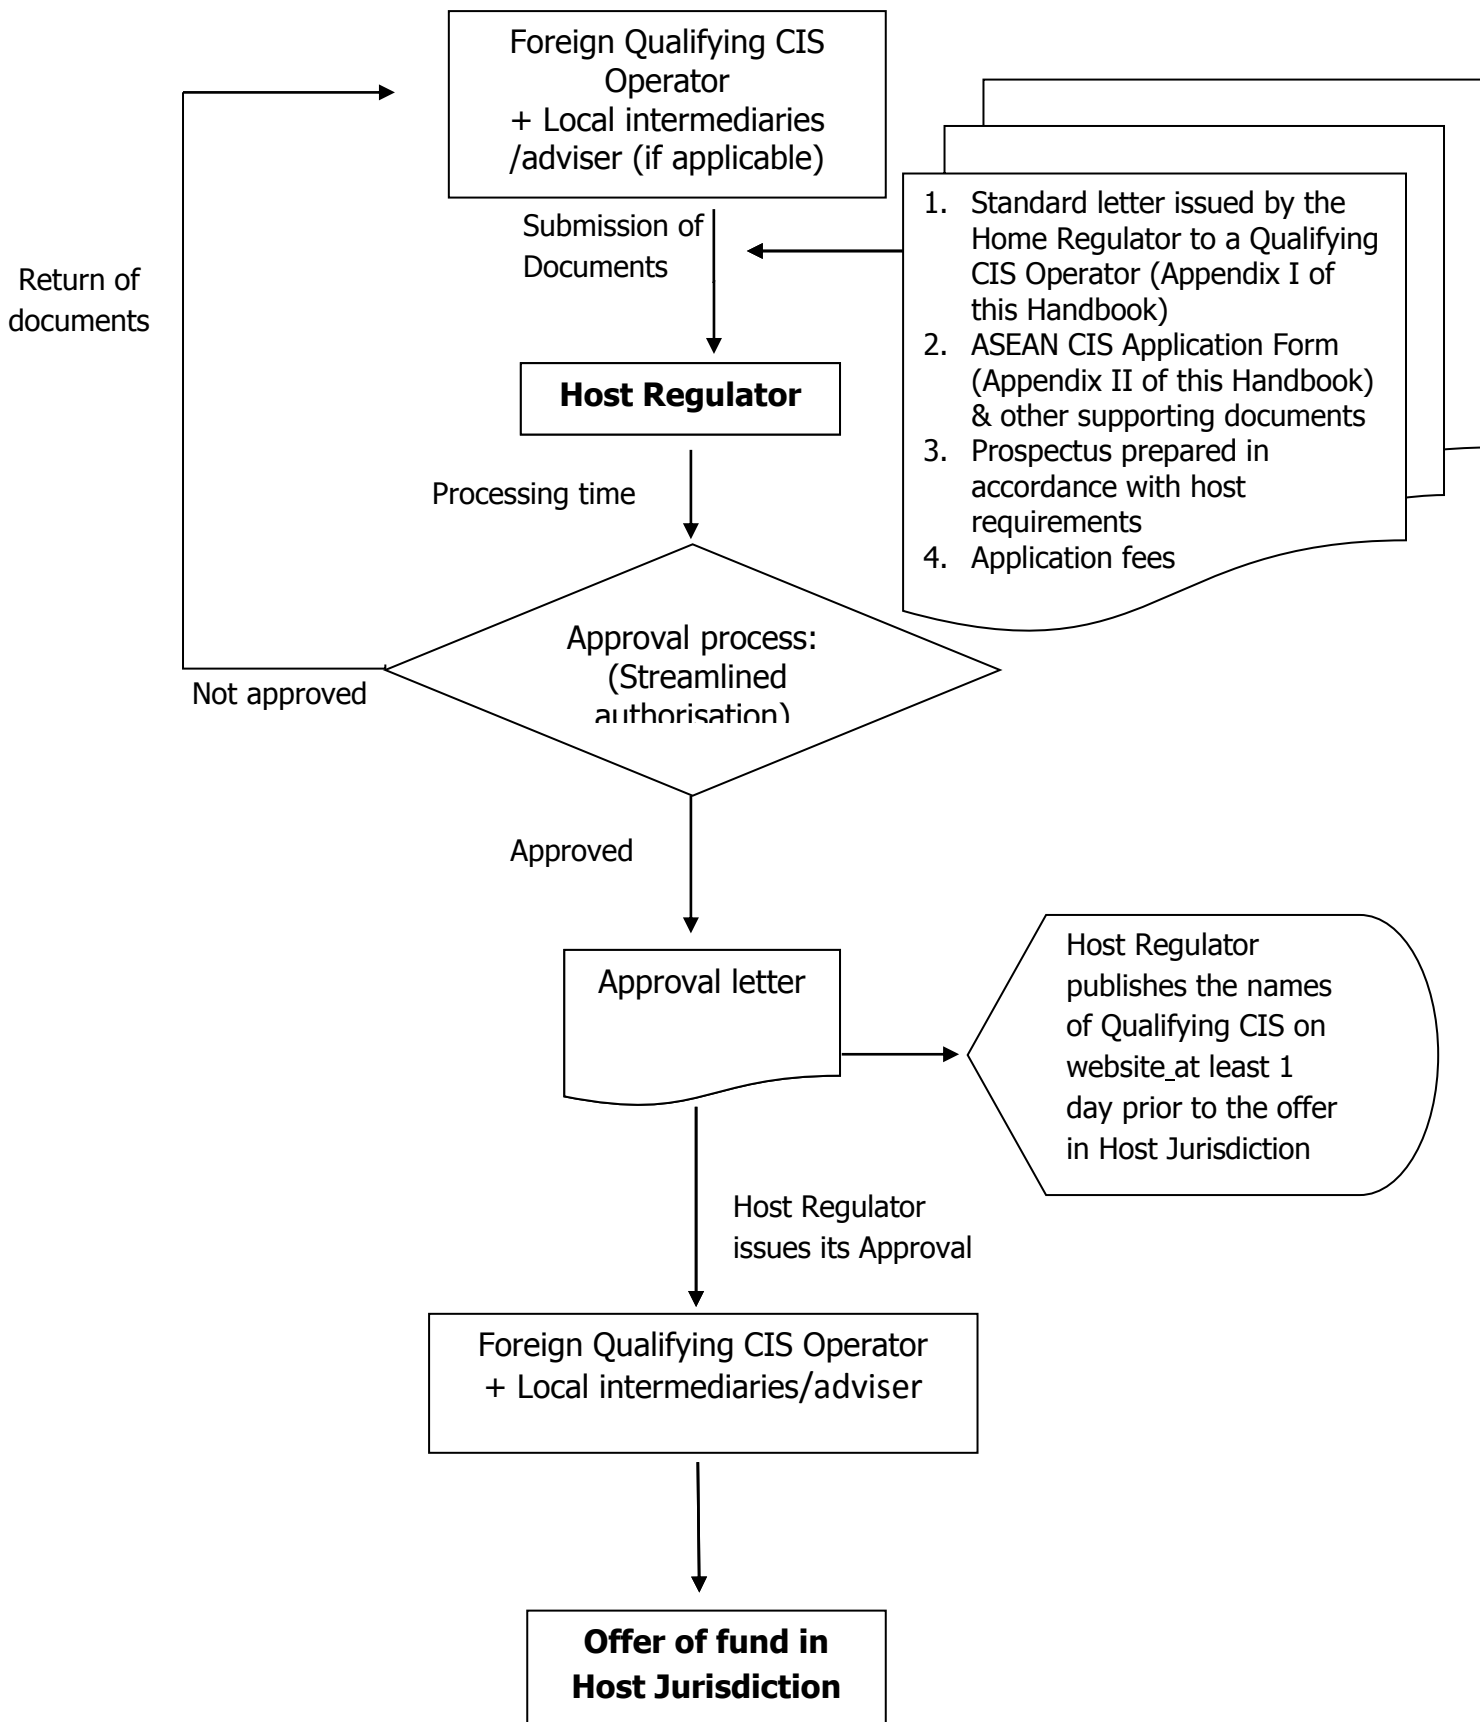 Foreign Qualifying CIS
Operator
+ Local intermediaries
/adviser (if applicable)
Submission of
Documents
1. Standard letter issued by the
Home Regulator to a Qualifying
CIS Operator (Appendix I of
this Handbook)
2. ASEAN CIS Application Form
(Appendix II of this Handbook)
& other supporting documents
3. Prospectus prepared in
accordance with host
requirements
4. Application fees
Return of
documents
Host Regulator
Processing time
Approval process:
(Streamlined
authorisation)
Not approved
Approved
Approval letter
Host Regulator
publishes the names
of Qualifying CIS on
website at least 1
day prior to the offer
in Host Jurisdiction
Host Regulator
issues its Approval
Foreign Qualifying CIS Operator
+ Local intermediaries/adviser
Offer of fund in
Host Jurisdiction